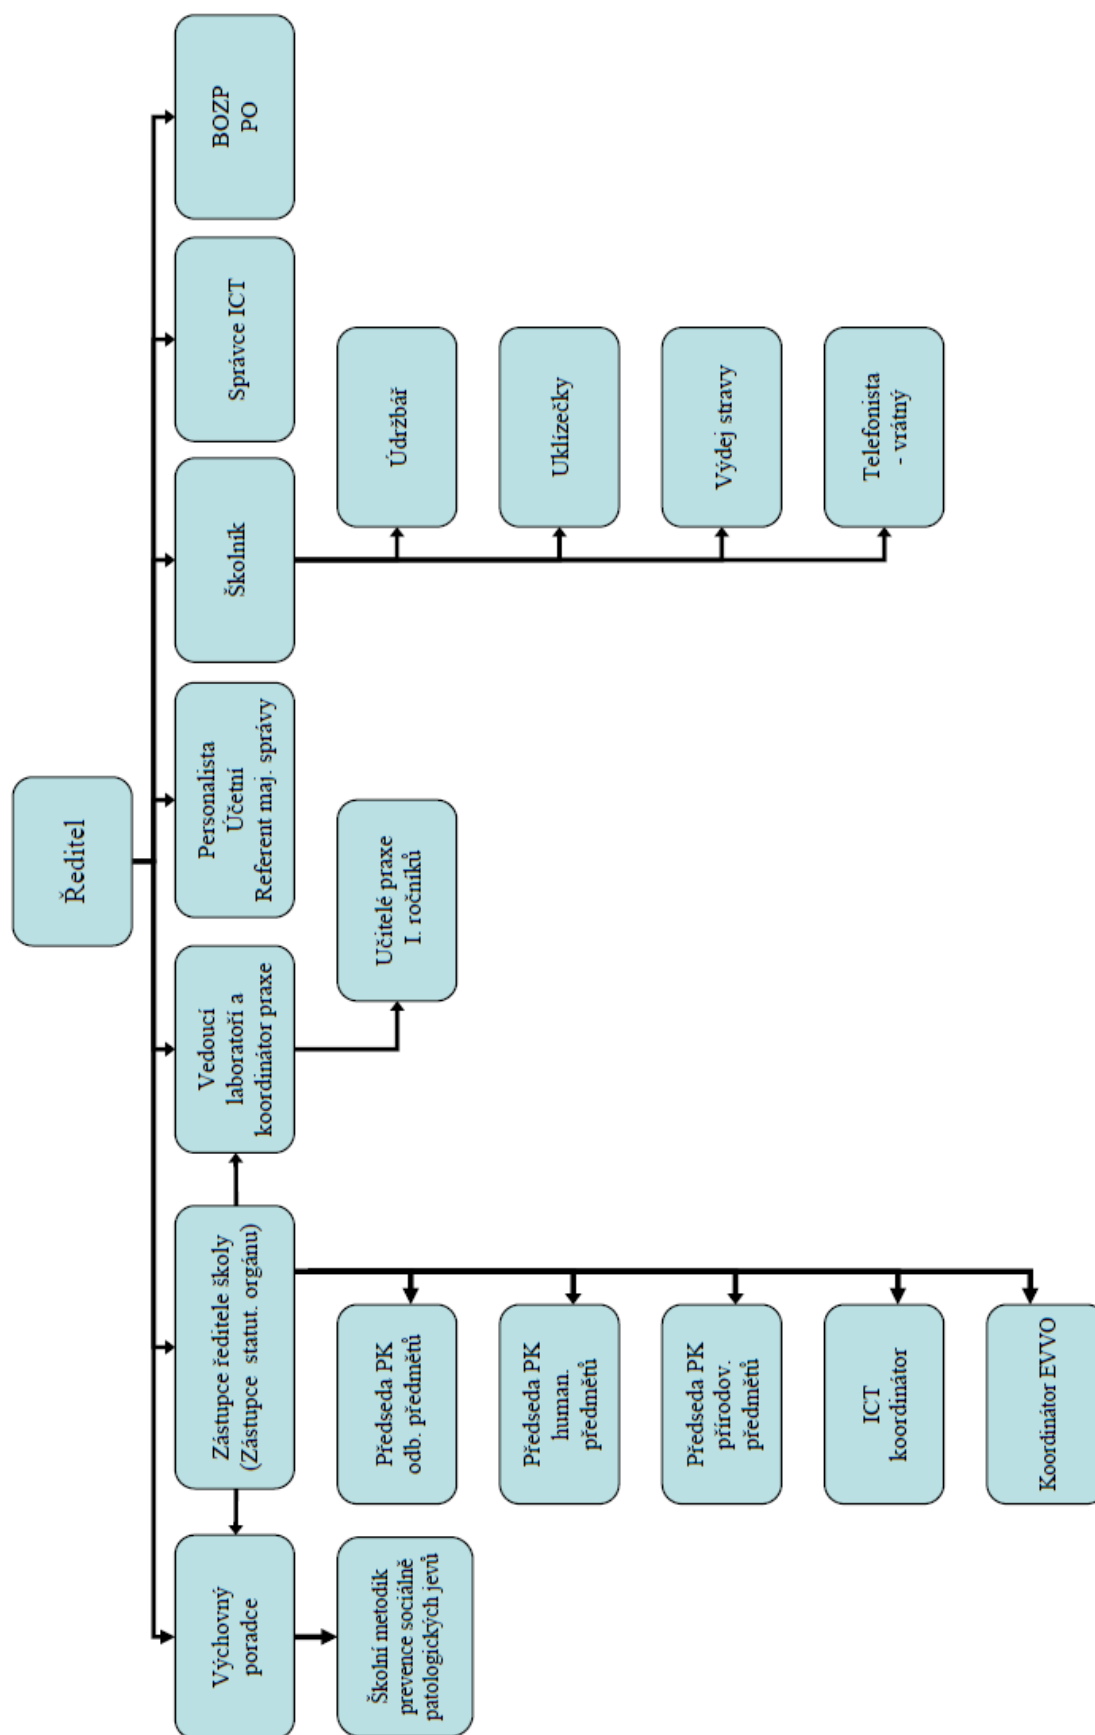 Ředitel
Výchovný
poradce
Zástupce ředitele školy
(Zástupce statut. orgánu)
Vedoucí
laboratoří a
koordinátor praxe
Personalista
Účetní
Referent maj. správy
Školník
Správce ICT
BOZP
PO
Školní metodik
prevence sociálně
patologických jevů
Předseda PK
odb. předmětů
Předseda PK
human.
předmětů
Předseda PK
přírodov.
předmětů
ICT
koordinátor
Koordinátor EVVO
Učitelé praxe
I. ročníků
Údržbář
Uklízečky
Výdej stravy
Telefonista
- vrátný